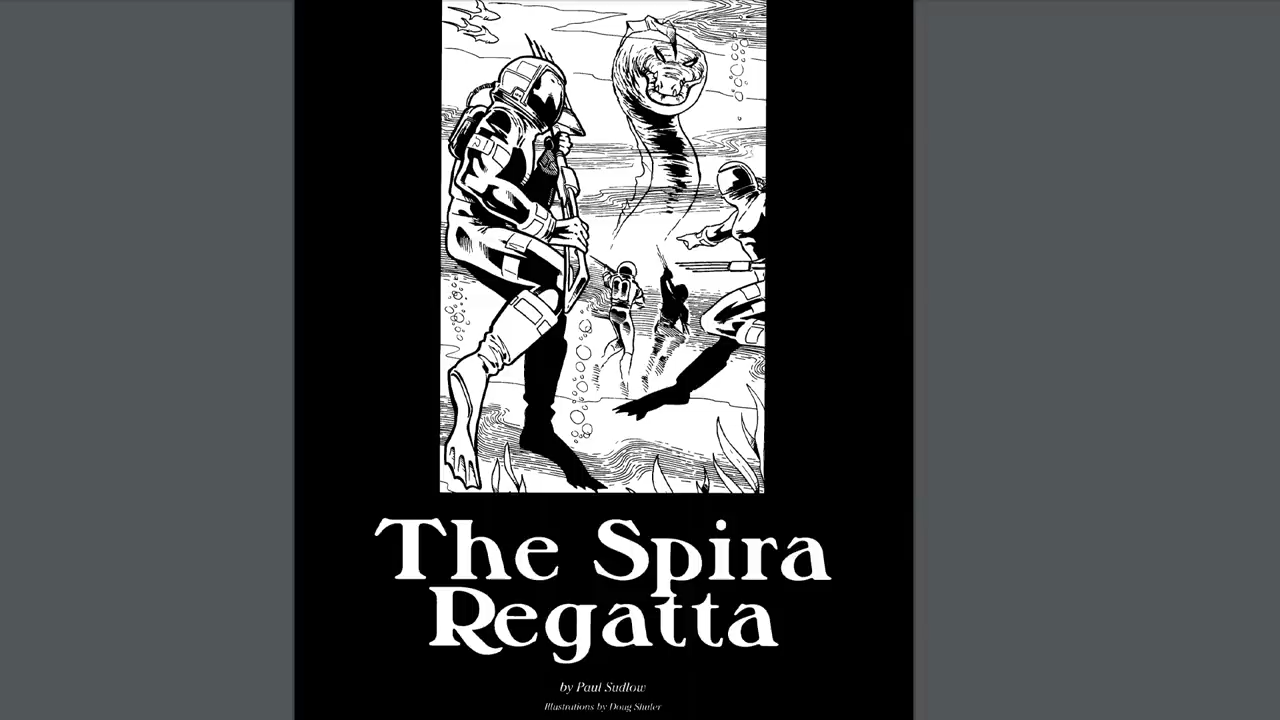 The Spira
Regatta
by Paul Sudlow
Illustrations by Doug Shuler